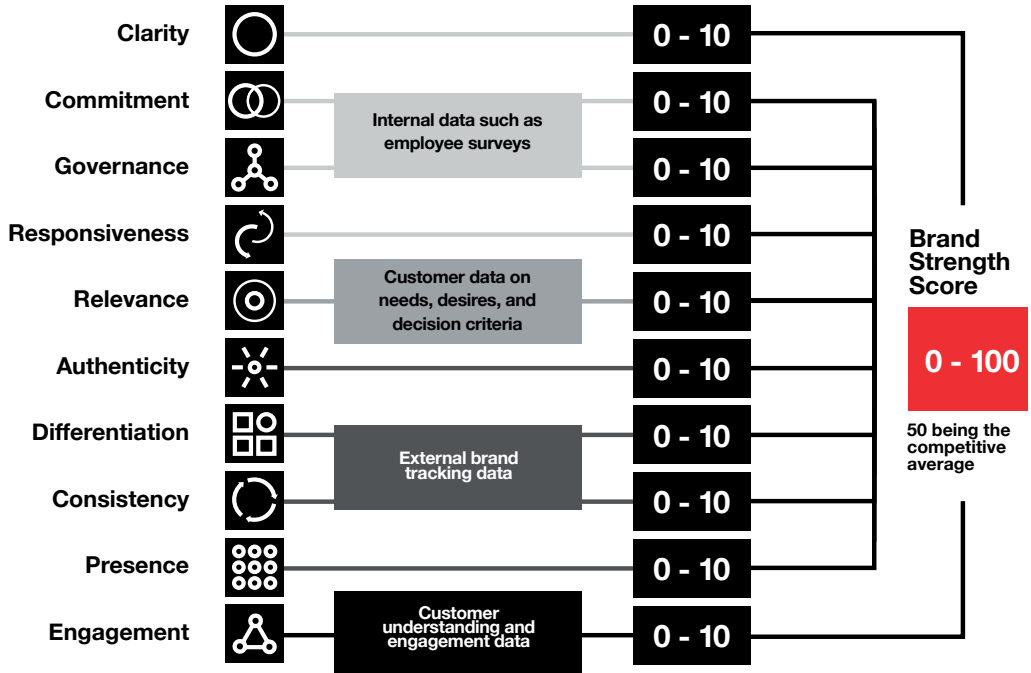 Clarity
0 - 10
Commitment
0 - 10
Internal data such as
employee surveys
Governance
0 - 10
Responsiveness
0 - 10
Relevance
Customer data on
needs, desires, and
decision criteria
0 - 10
Authenticity
0 - 10
Differentiation
0 - 10
External brand
tracking data
Consistency
0 - 10
Presence
0 - 10
Engagement
Customer
understanding and
engagement data
0 - 10
Brand
Strength
Score
0 - 100
50 being the
competitive
average